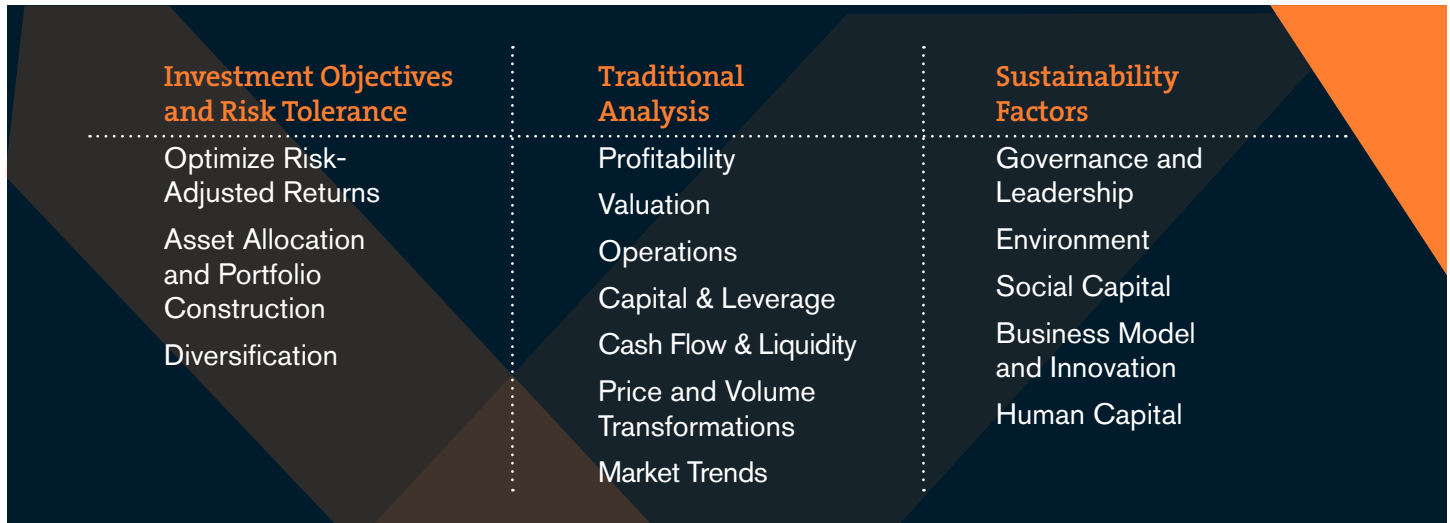 Investment Objectives
and Risk Tolerance
Optimize Risk-
Adjusted Returns
Asset Allocation
and Portfolio
Construction
Diversification
Traditional
Analysis
Profitability
Valuation
Operations
Capital & Leverage
Cash Flow & Liquidity
Price and Volume
Transformations
Market Trends
Sustainability
Factors
Governance and
Leadership
Environment
Social Capital
Business Model
and Innovation
Human Capital